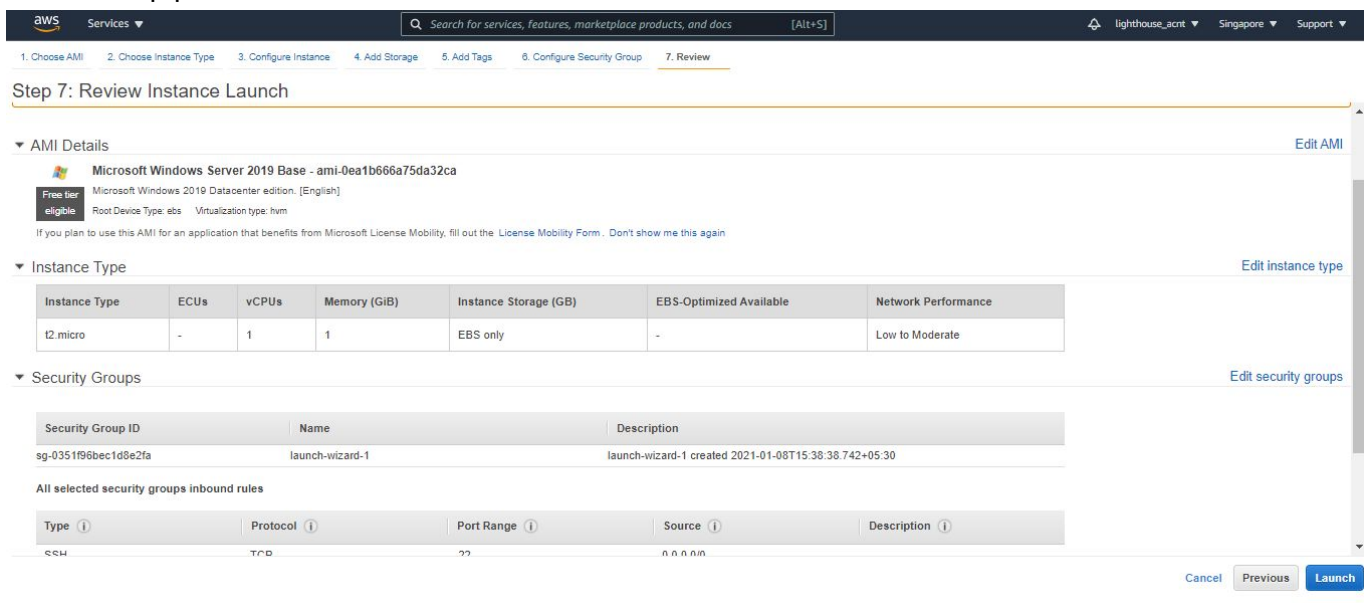 aws Services ▼ Search for services, features, marketplace products, and docs [Alt+S] lighthouse_acnt ▼ Singapore ▼ Support ▼
1. Choose AMI 2. Choose Instance Type 3. Configure Instance 4. Add Storage 5. Add Tags 6. Configure Security Group 7. Review
Step 7: Review Instance Launch
AMI Details Edit AMI
Microsoft Windows Server 2019 Base - ami-0ea1b666a75da32ca
Free tier eligible
Microsoft Windows 2019 Datacenter edition. [English]
Root Device Type: ebs Virtualization type: hvm
If you plan to use this AMI for an application that benefits from Microsoft License Mobility, fill out the License Mobility Form. Don't show me this again
Instance Type Edit instance type
Instance Type ECUs vCPUs Memory (GiB) Instance Storage (GB) EBS-Optimized Available Network Performance
t2.micro - 1 1 EBS only - Low to Moderate
Security Groups Edit security groups
Security Group ID Name Description
sg-0351f96bec1d8e2fa launch-wizard-1 launch-wizard-1 created 2021-01-08T15:38:38.742+05:30
All selected security groups inbound rules
Type Protocol Port Range Source Description
SSH TCP 22 0.0.0.0/0
Cancel Previous Launch